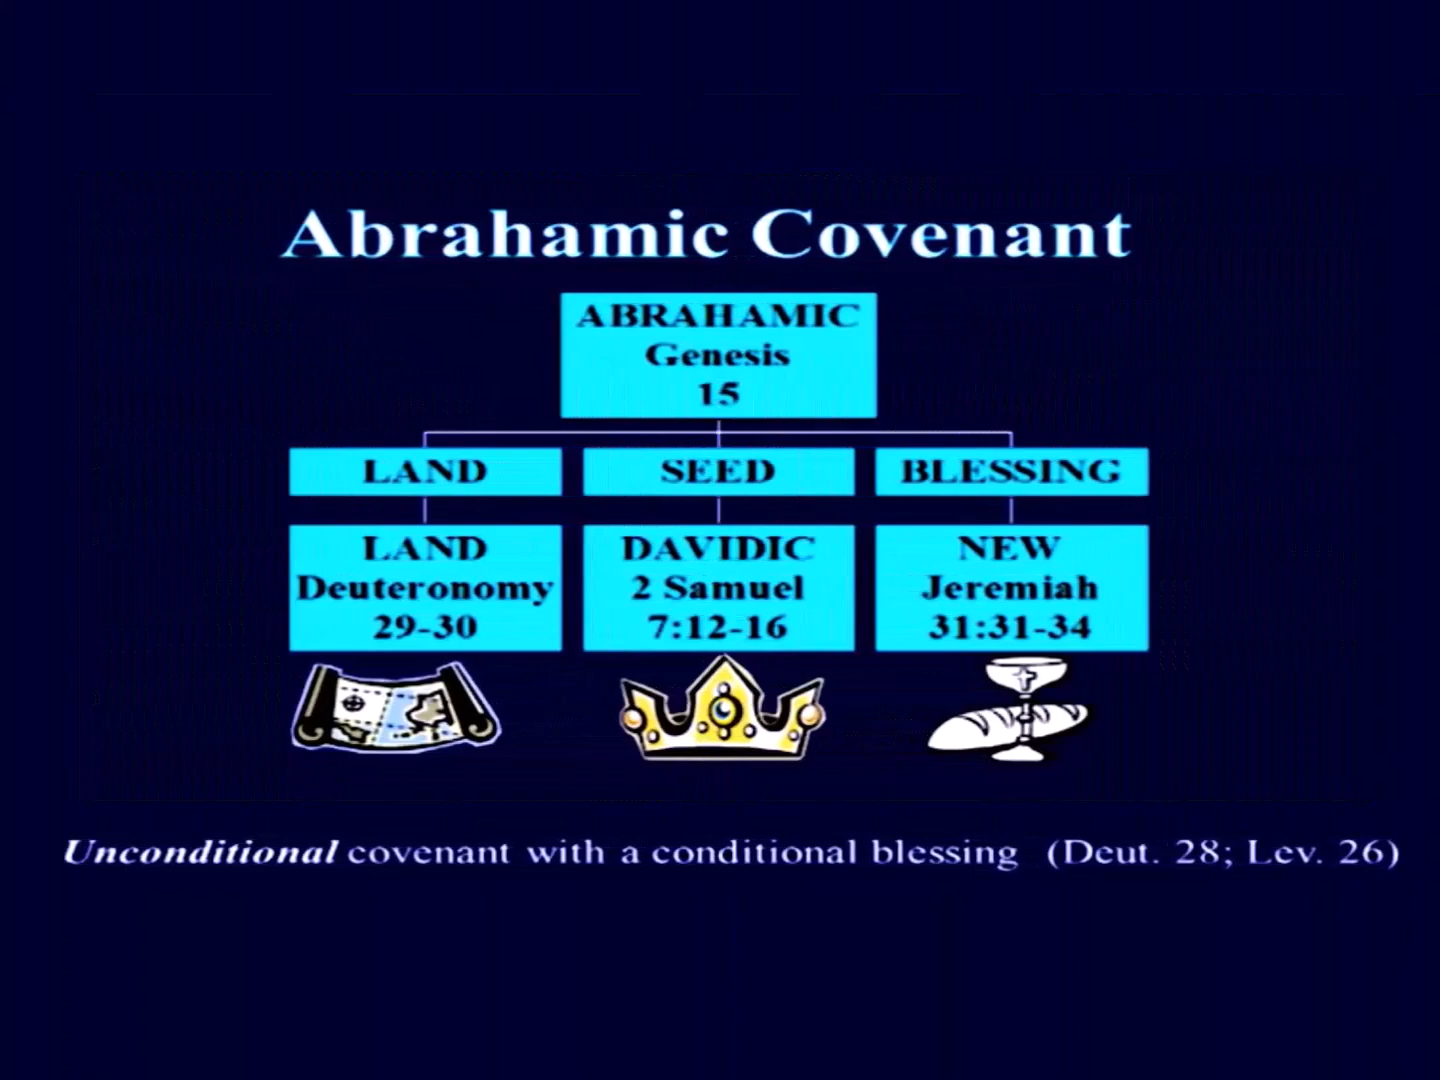 Abrahamic Covenant
ABRAHAMIC
Genesis
15
LAND
SEED
BLESSING
LAND
Deuteronomy
29-30
DAVIDIC
2 Samuel
7:12-16
NEW
Jeremiah
31:31-34
Unconditional covenant with a conditional blessing (Deut. 28; Lev. 26)